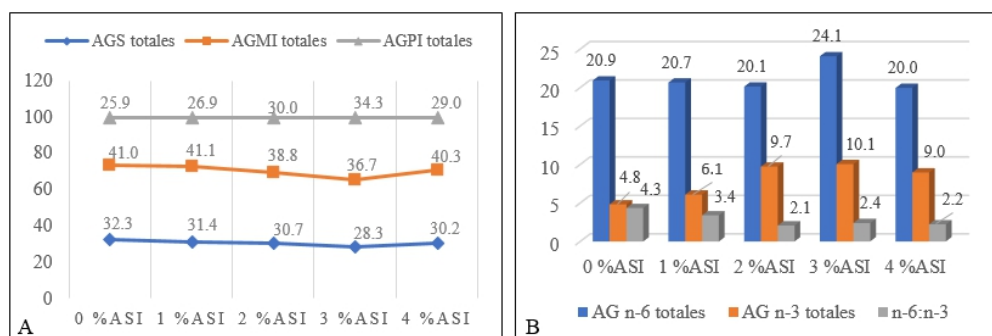 AGS totales AGMI totales AGPI totales
120
100
80
60
40
20
0
25.9 26.9 30.0 34.3 29.0
41.0 41.1 38.8 36.7 40.3
32.3 31.4 30.7 28.3 30.2
0 %ASI 1 %ASI 2 %ASI 3 %ASI 4 %ASI
A
B
25
20
15
10
5
0
20.9 4.8 4.3
20.7 6.1 3.4
20.1 9.7 2.1
24.1 10.1 2.4
20.0 9.0 2.2
0 %ASI 1 %ASI 2 %ASI 3 %ASI 4 %ASI
AG n-6 totales AG n-3 totales n-6:n-3
B